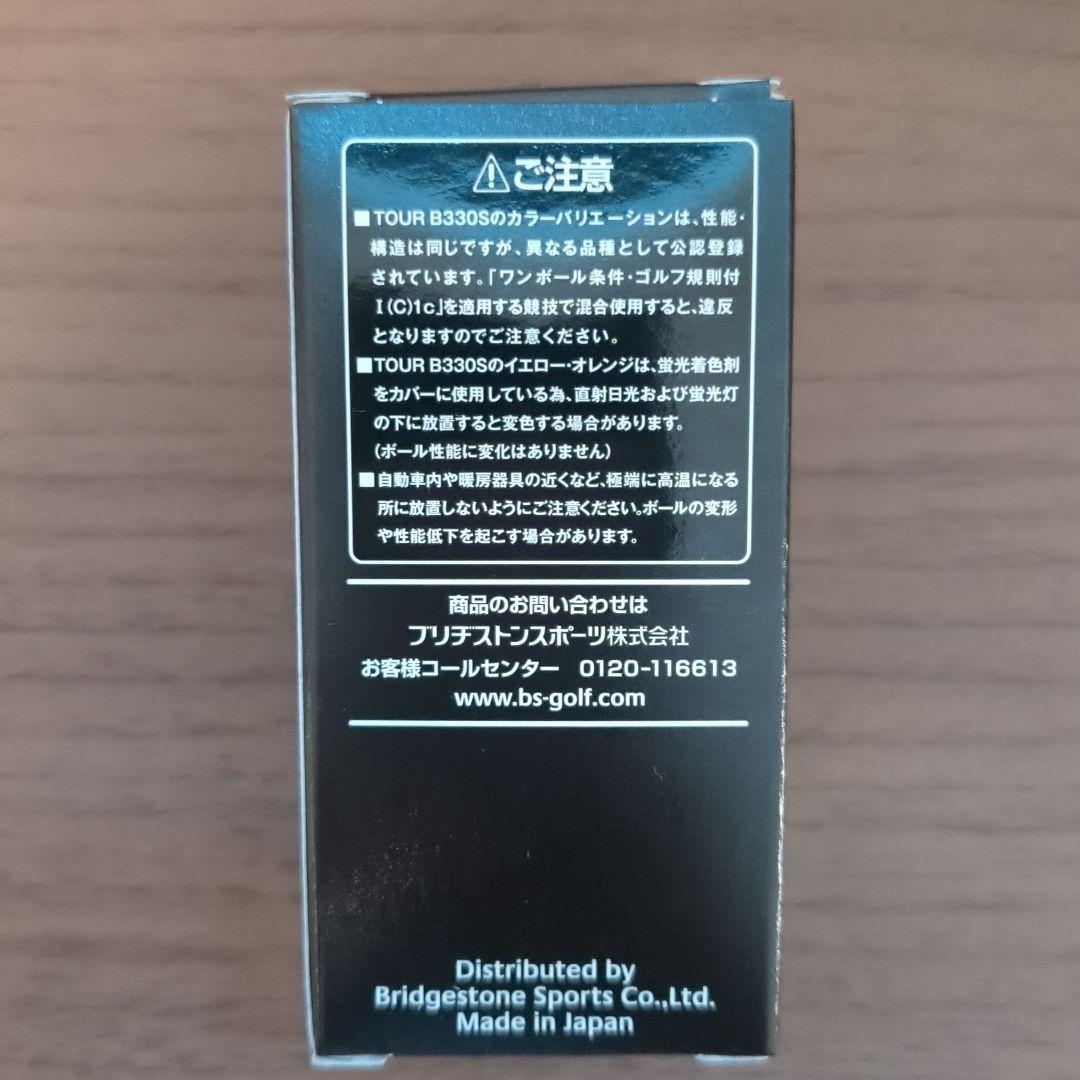 ⚠ご注意
■TOUR B330Sのカラーバリエーションは、性能・
構造は同じですが、異なる品種として公認登録
されています。「ワンボール条件・ゴルフ規則付
I(C)1c」を適用する競技で混合使用すると、違反
となりますのでご注意ください。
■TOUR B330Sのイエロー・オレンジは、蛍光着色剤
をカバーに使用している為、直射日光および蛍光灯
の下に放置すると変色する場合があります。
(ボール性能に変化はありません)
■自動車内や暖房器具の近くなど、極端に高温になる
所に放置しないようにご注意ください。ボールの変形
や性能低下を起こす場合があります。
商品のお問い合わせは
ブリヂストンスポーツ株式会社
お客様コールセンター 0120-116613
www.bs-golf.com
Distributed by
Bridgestone Sports Co.,Ltd.
Made in Japan